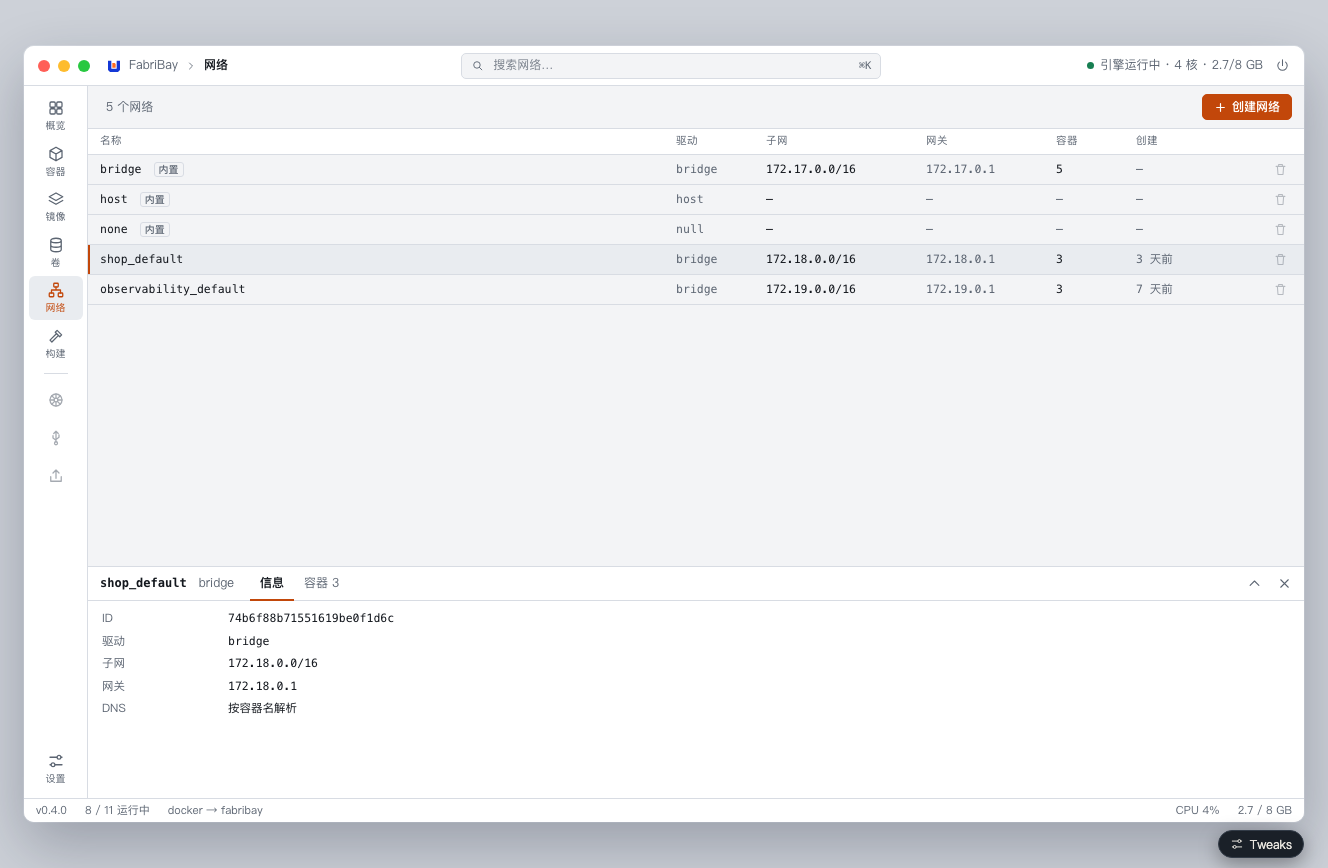 FabriBay › 网络
搜索网络… ⌘K
引擎运行中 · 4 核 · 2.7/8 GB
概览
容器
镜像
卷
网络
构建
设置
5 个网络
+ 创建网络
名称 驱动 子网 网关 容器 创建
bridge 内置 bridge 172.17.0.0/16 172.17.0.1 5 —
host 内置 host — — — —
none 内置 null — — — —
shop_default bridge 172.18.0.0/16 172.18.0.1 3 3 天前
observability_default bridge 172.19.0.0/16 172.19.0.1 3 7 天前
shop_default bridge 信息 容器 3
ID 74b6f88b71551619be0f1d6c
驱动 bridge
子网 172.18.0.0/16
网关 172.18.0.1
DNS 按容器名解析
v0.4.0 8 / 11 运行中 docker → fabribay CPU 4% 2.7 / 8 GB
Tweaks